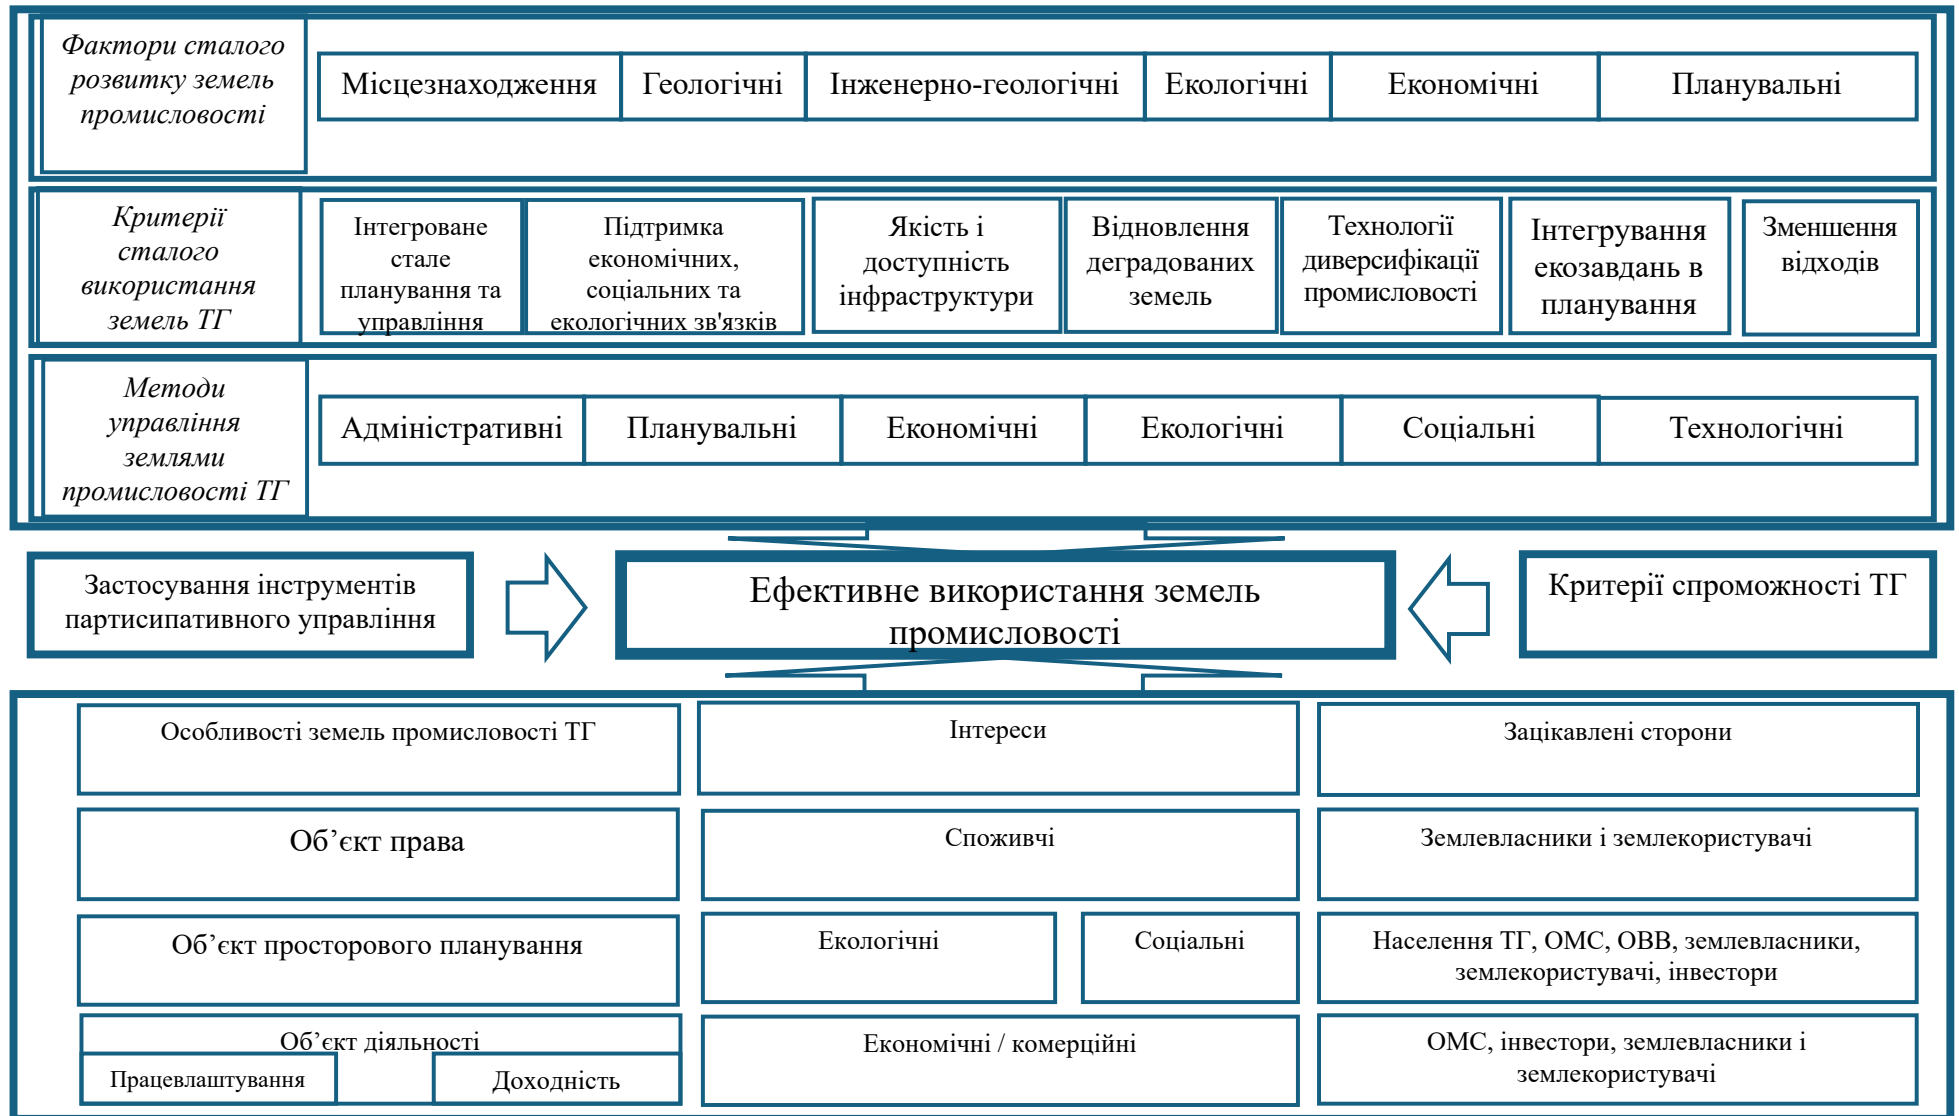 Фактори сталого
розвитку земель
промисловості
Місцезнаходження
Геологічні
Інженерно-геологічні
Екологічні
Економічні
Планувальні
Критерії
сталого
використання
земель ТГ
Інтегроване
стале
планування та
управління
Підтримка
економічних,
соціальних та
екологічних зв'язків
Якість і
доступність
інфраструктури
Відновлення
деградованих
земель
Технології
диверсифікації
промисловості
Інтегрування
екозавдань в
планування
Зменшення
відходів
Методи
управління
землями
промисловості ТГ
Адміністративні
Планувальні
Економічні
Екологічні
Соціальні
Технологічні
Застосування інструментів
партисипативного управління
Ефективне використання земель
промисловості
Критерії спроможності ТГ
Особливості земель промисловості ТГ
Інтереси
Зацікавлені сторони
Об’єкт права
Споживчі
Землевласники і землекористувачі
Об’єкт просторового планування
Екологічні
Соціальні
Населення ТГ, ОМС, ОВВ, землевласники,
землекористувачі, інвестори
Об’єкт діяльності
Працевлаштування
Доходність
Економічні / комерційні
ОМС, інвестори, землевласники і
землекористувачі